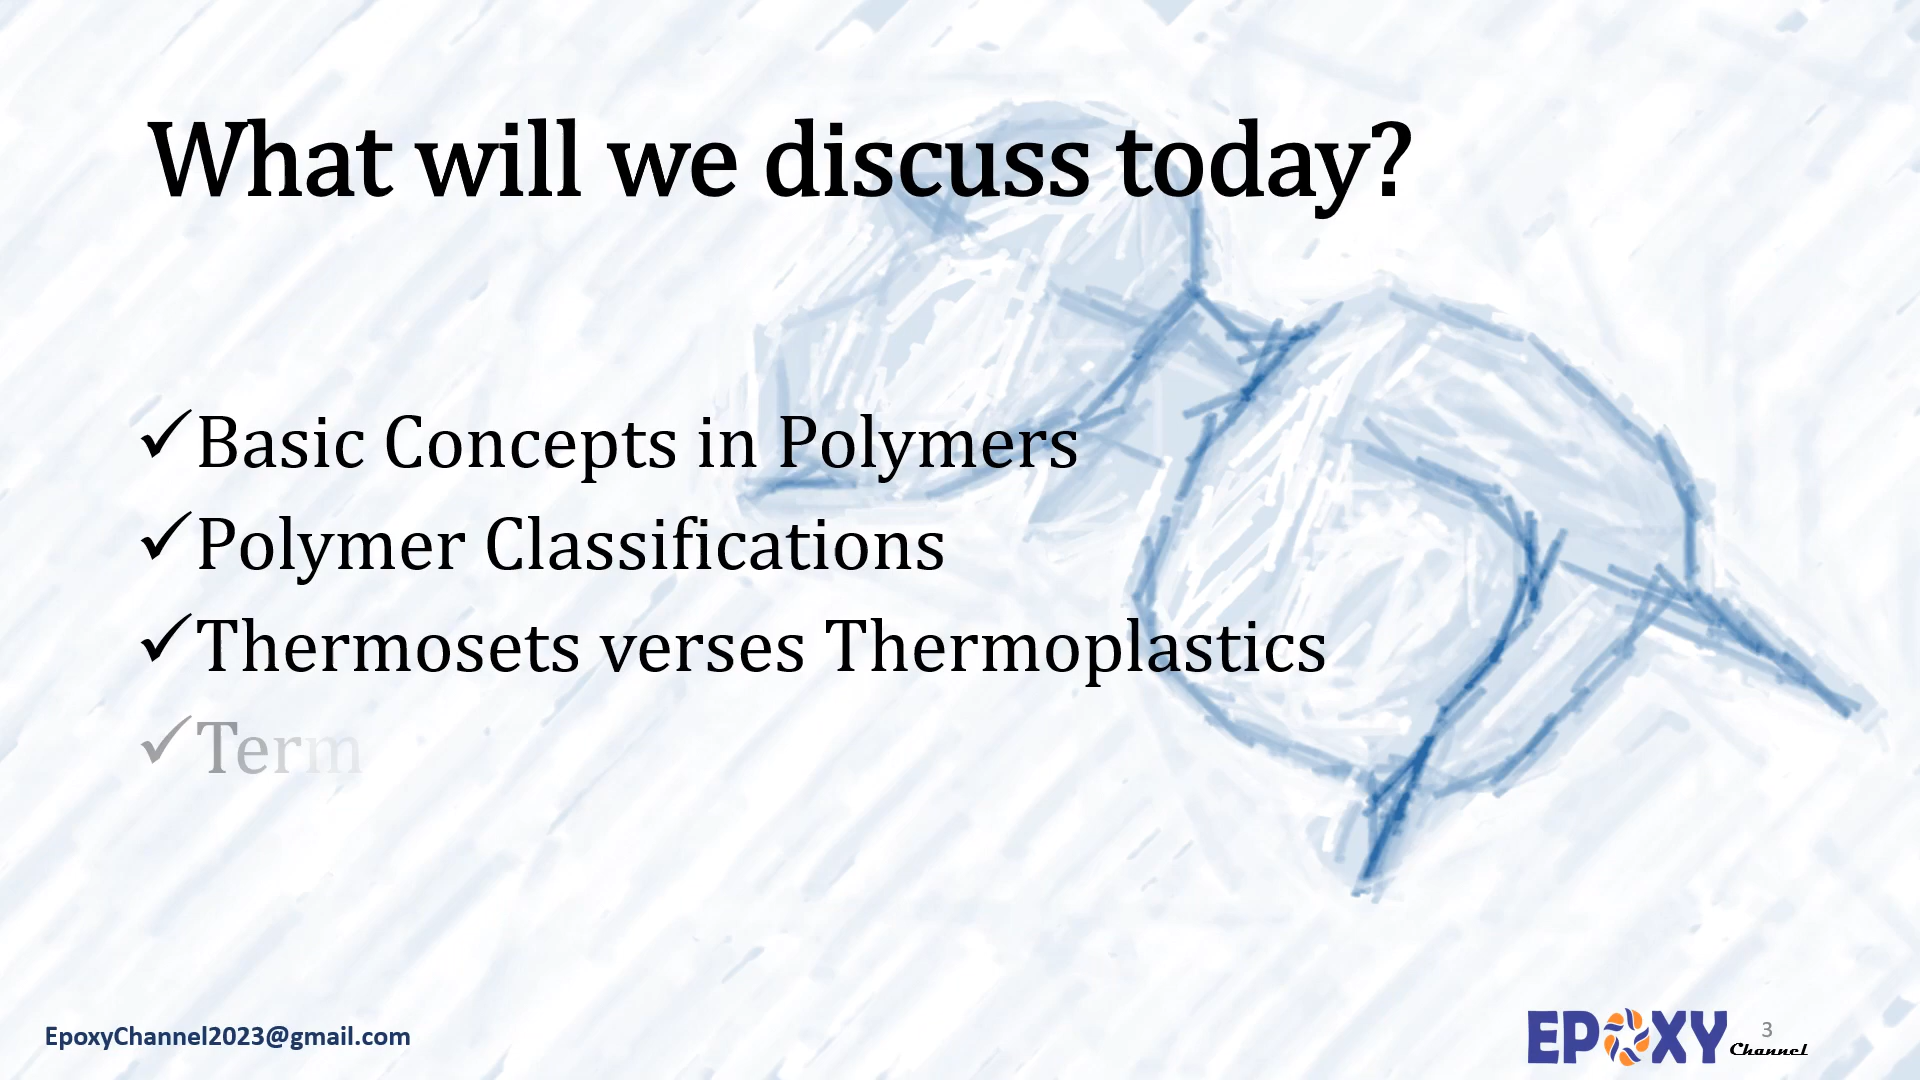 What will we discuss today?
✓Basic Concepts in Polymers
✓Polymer Classifications
✓Thermosets verses Thermoplastics
✓Term
EpoxyChannel2023@gmail.com
EPOXY Channel
3